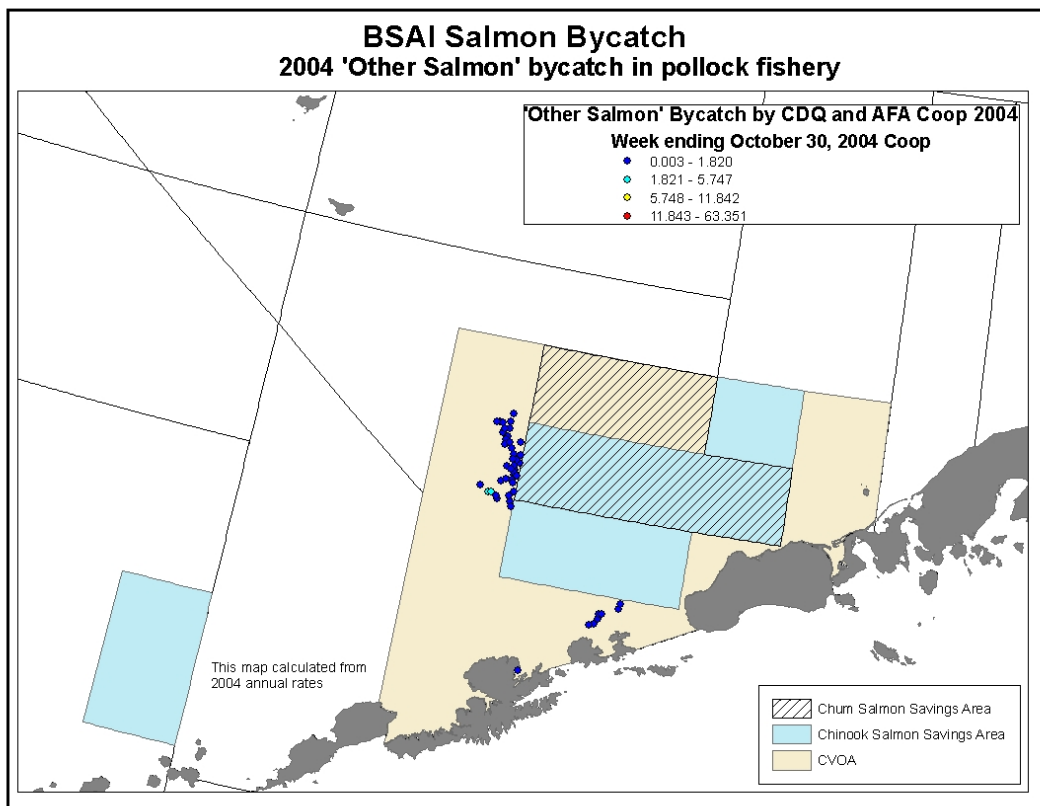 BSAI Salmon Bycatch
2004 'Other Salmon' bycatch in pollock fishery
'Other Salmon' Bycatch by CDQ and AFA Coop 2004
Week ending October 30, 2004 Coop
0.003 - 1.820
1.821 - 5.747
5.748 - 11.842
11.843 - 63.351
This map calculated from
2004 annual rates
Chum Salmon Savings Area
Chinook Salmon Savings Area
CVOA